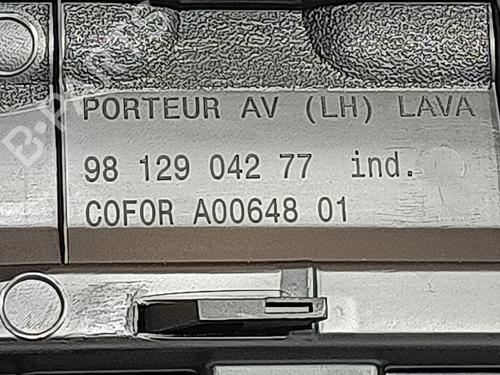 PORTEUR AV (LH) LAVA
98 129 042 77 ind.
COFOR A00648 01